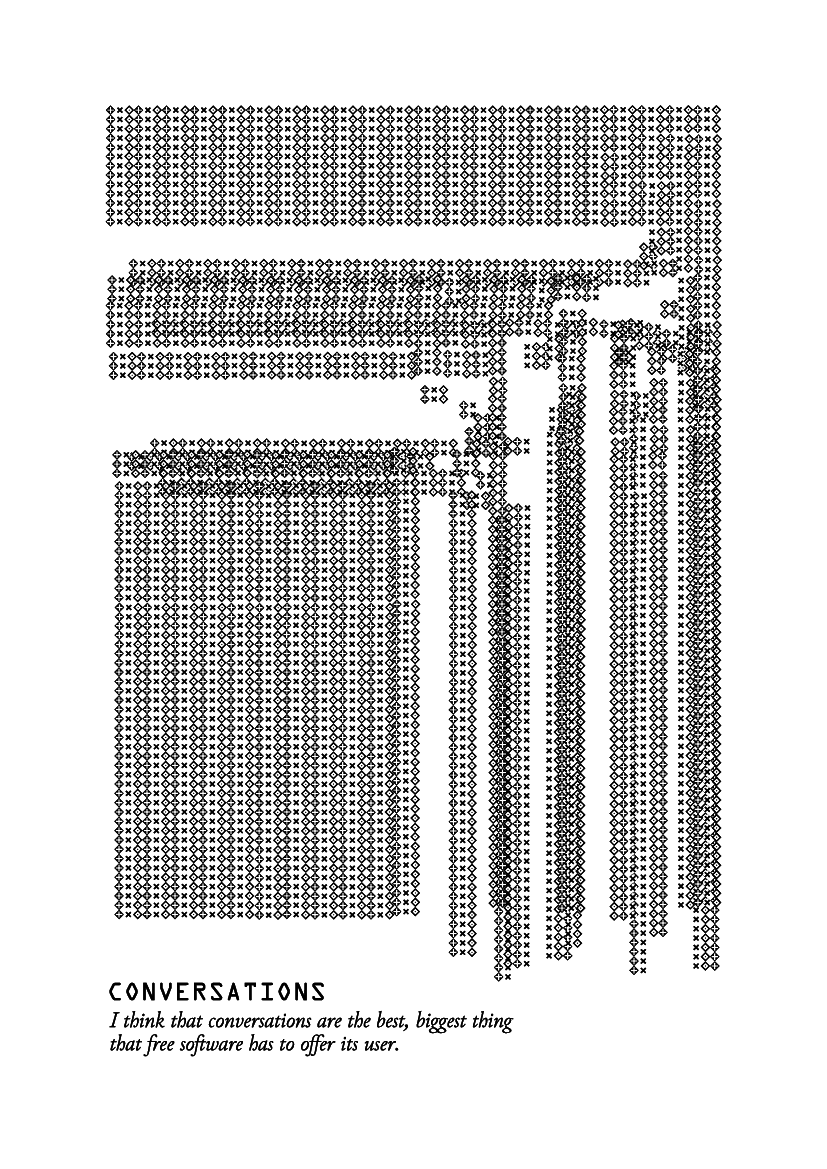 CONVERSATIONS
I think that conversations are the best, biggest thing
that free software has to offer its user.